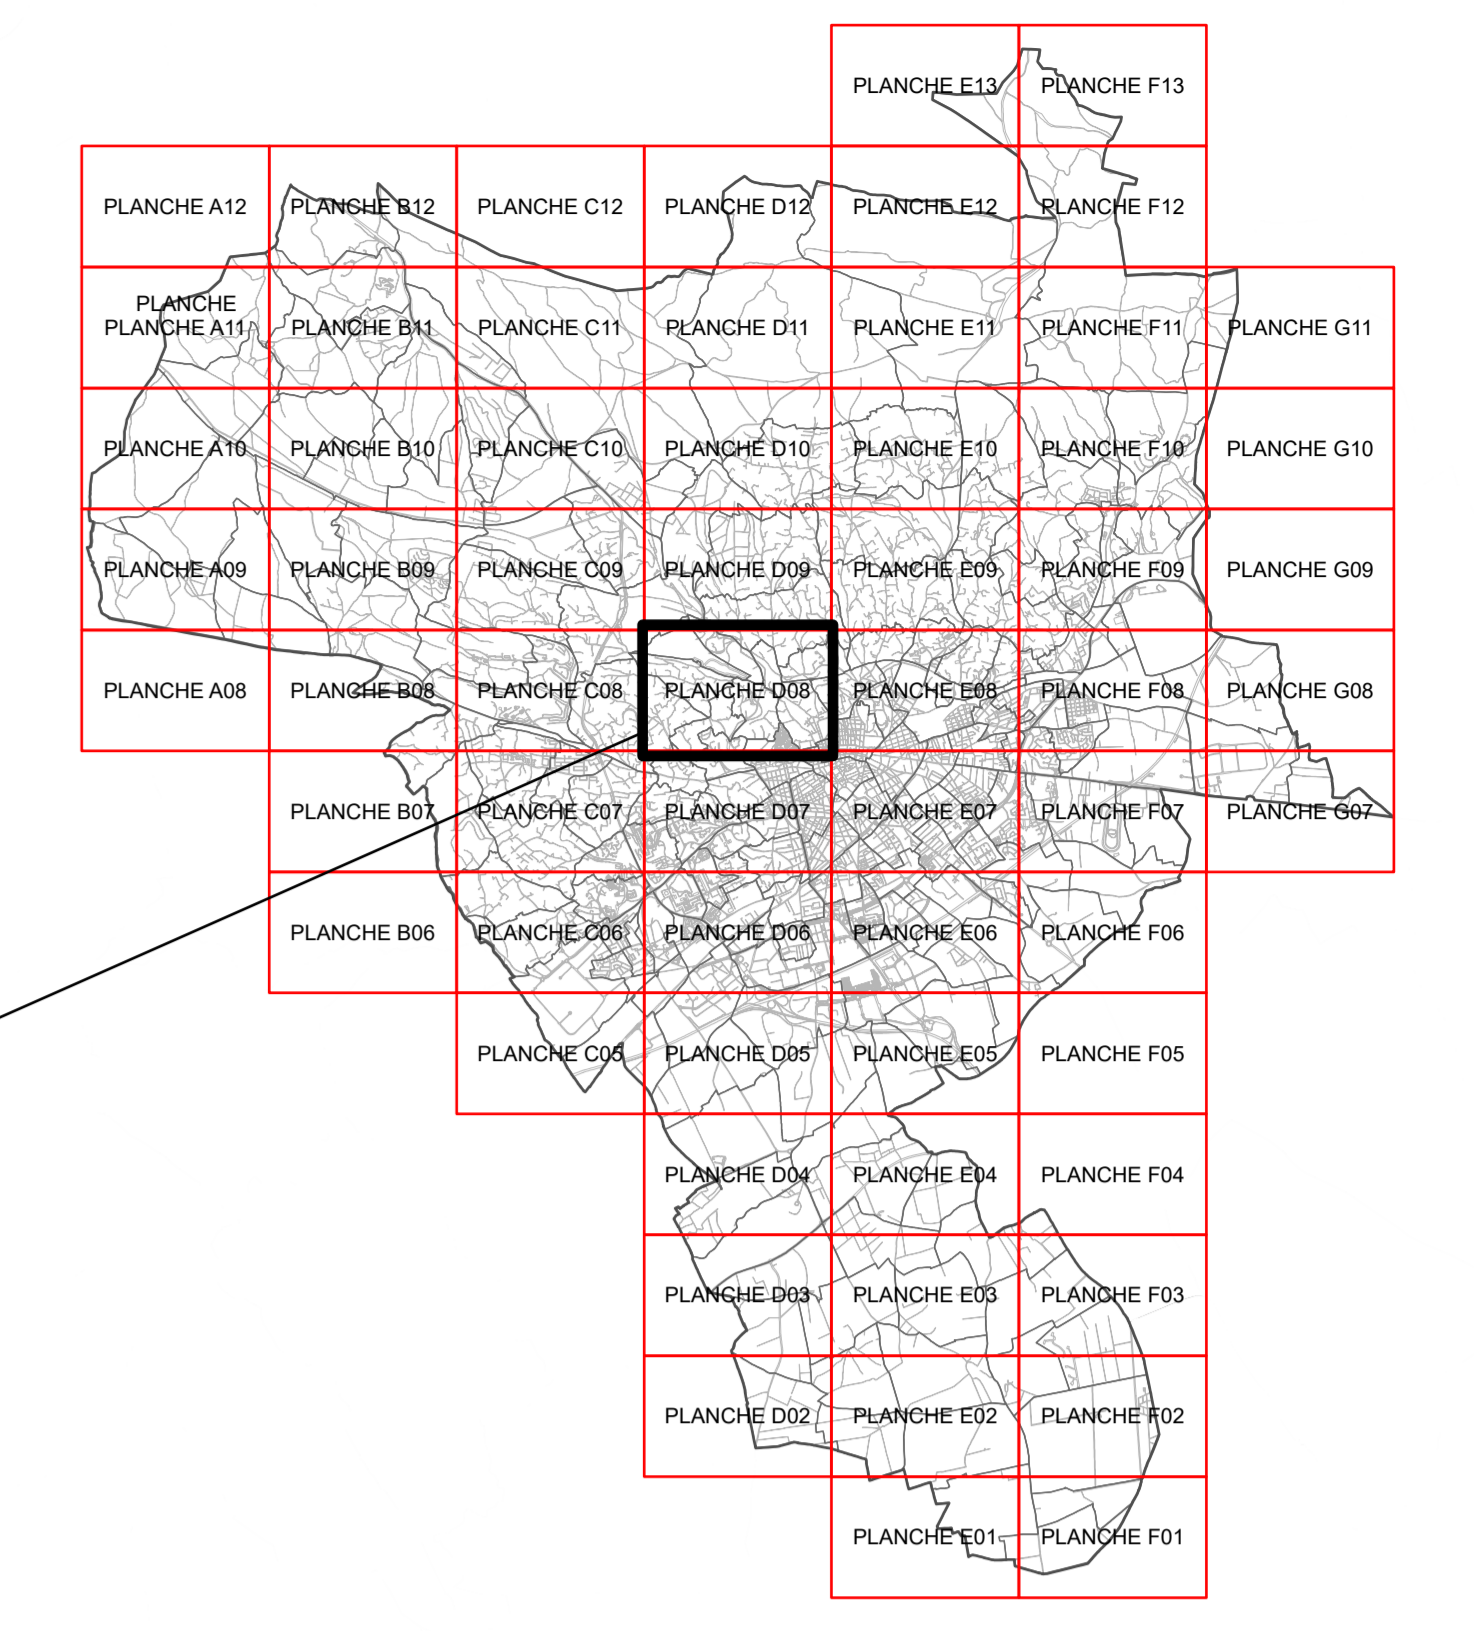 PLANCHE E13
PLANCHE F13
PLANCHE A12
PLANCHE B12
PLANCHE C12
PLANCHE D12
PLANCHE E12
PLANCHE F12
PLANCHE
PLANCHE A11
PLANCHE B11
PLANCHE C11
PLANCHE D11
PLANCHE E11
PLANCHE F11
PLANCHE G11
PLANCHE A10
PLANCHE B10
PLANCHE C10
PLANCHE D10
PLANCHE E10
PLANCHE F10
PLANCHE G10
PLANCHE A09
PLANCHE B09
PLANCHE C09
PLANCHE D09
PLANCHE E09
PLANCHE F09
PLANCHE G09
PLANCHE A08
PLANCHE B08
PLANCHE C08
PLANCHE D08
PLANCHE E08
PLANCHE F08
PLANCHE G08
PLANCHE B07
PLANCHE C07
PLANCHE D07
PLANCHE E07
PLANCHE F07
PLANCHE G07
PLANCHE B06
PLANCHE C06
PLANCHE D06
PLANCHE E06
PLANCHE F06
PLANCHE C05
PLANCHE D05
PLANCHE E05
PLANCHE F05
PLANCHE D04
PLANCHE E04
PLANCHE F04
PLANCHE D03
PLANCHE E03
PLANCHE F03
PLANCHE D02
PLANCHE E02
PLANCHE F02
PLANCHE E01
PLANCHE F01